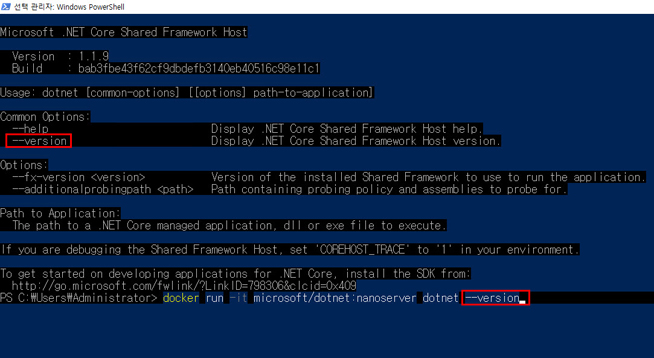 선택 관리자: Windows PowerShell
Microsoft .NET Core Shared Framework Host
Version : 1.1.9
Build : bab3fbe43f62cf9dbdefb3140eb40516c98e11c1
Usage: dotnet [common-options] [[options] path-to-application]
Common Options:
--help Display .NET Core Shared Framework Host help.
--version Display .NET Core Shared Framework Host version.
Options:
--fx-version <version> Version of the installed Shared Framework to use to run the application.
--additionalprobingpath <path> Path containing probing policy and assemblies to probe for.
Path to Application:
The path to a .NET Core managed application, dll or exe file to execute.
If you are debugging the Shared Framework Host, set 'COREHOST_TRACE' to '1' in your environment.
To get started on developing applications for .NET Core, install the SDK from:
http://go.microsoft.com/fwlink/?LinkID=798306&clcid=0x409
PS C:₩Users₩Administrator> docker run -it microsoft/dotnet:nanoserver dotnet --version